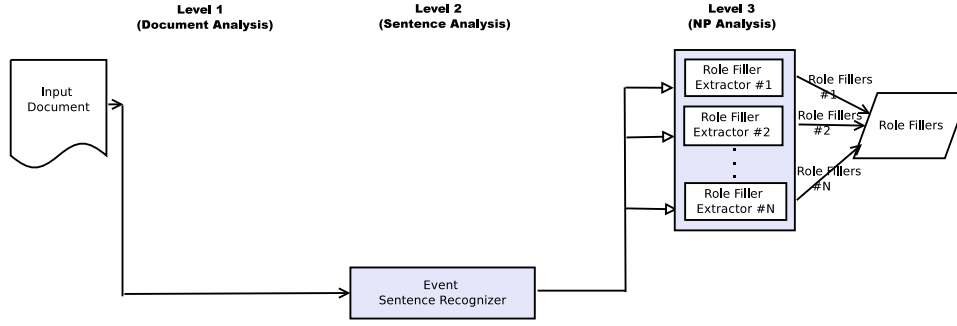 Level 1
(Document Analysis)
Level 2
(Sentence Analysis)
Level 3
(NP Analysis)
Input
Document
Role Filler
Extractor #1
Role Filler
Extractor #2
Role Filler
Extractor #N
Role Fillers
#1
Role Fillers
#2
Role Fillers
#N
Role Fillers
Event
Sentence Recognizer